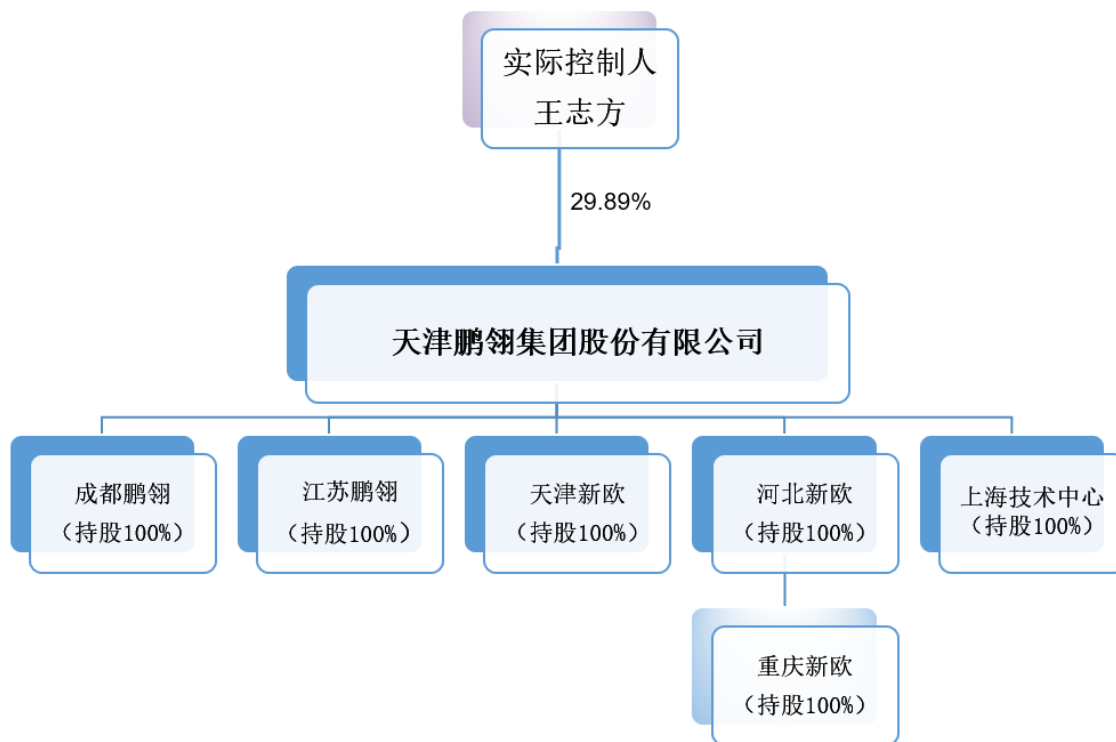 实际控制人
王志方
29.89%
天津鹏翎集团股份有限公司
成都鹏翎
（持股100%）
江苏鹏翎
（持股100%）
天津新欧
（持股100%）
河北新欧
（持股100%）
上海技术中心
（持股100%）
重庆新欧
（持股100%）